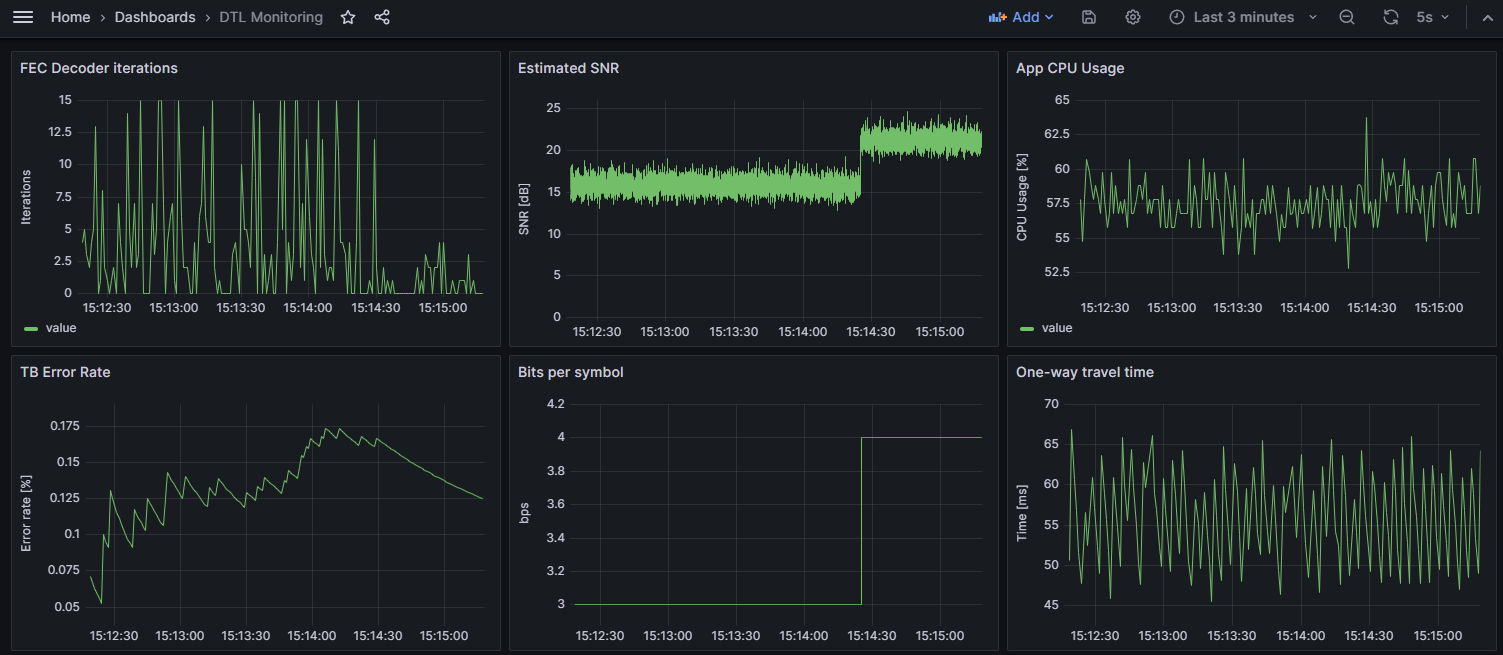 Home › Dashboards › DTL Monitoring
Add
Last 3 minutes
5s
FEC Decoder iterations
Iterations
15
12.5
10
7.5
5
2.5
0
15:12:30 15:13:00 15:13:30 15:14:00 15:14:30 15:15:00
value
Estimated SNR
SNR [dB]
25
20
15
10
5
0
15:12:30 15:13:00 15:13:30 15:14:00 15:14:30 15:15:00
App CPU Usage
CPU Usage [%]
65
62.5
60
57.5
55
52.5
15:12:30 15:13:00 15:13:30 15:14:00 15:14:30 15:15:00
value
TB Error Rate
Error rate [%]
0.175
0.15
0.125
0.1
0.075
0.05
15:12:30 15:13:00 15:13:30 15:14:00 15:14:30 15:15:00
Bits per symbol
bps
4.2
4
3.8
3.6
3.4
3.2
3
15:12:30 15:13:00 15:13:30 15:14:00 15:14:30 15:15:00
One-way travel time
Time [ms]
70
65
60
55
50
45
15:12:30 15:13:00 15:13:30 15:14:00 15:14:30 15:15:00